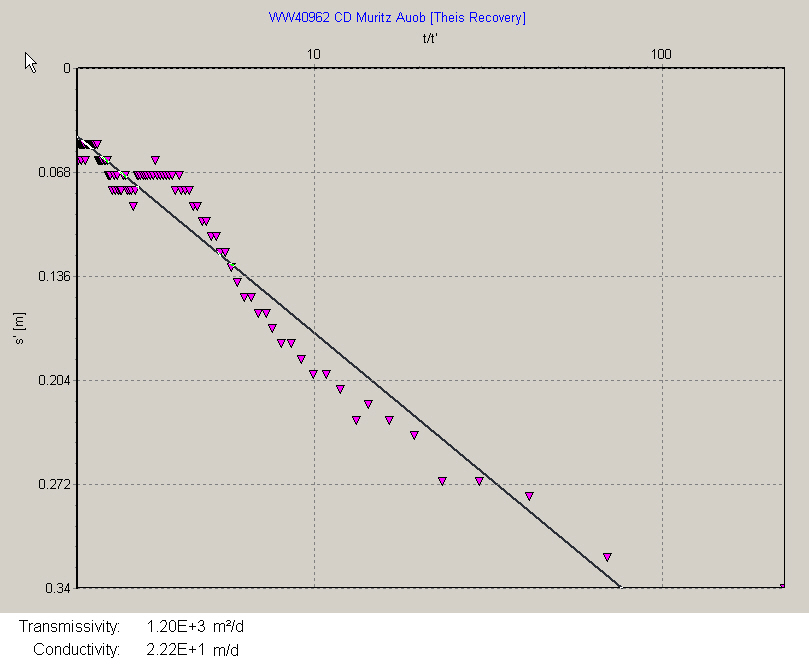 WW40962 CD Muritz Auob [Theis Recovery]
t/t'
10 100
0
0.068
0.136
s' [m]
0.204
0.272
0.34
Transmissivity: 1.20E+3 m²/d
Conductivity: 2.22E+1 m/d